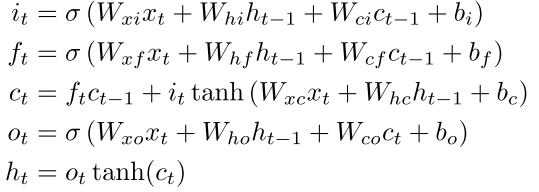 i_t = σ (W_{xi}x_t + W_{hi}h_{t−1} + W_{ci}c_{t−1} + b_i)
f_t = σ (W_{xf}x_t + W_{hf}h_{t−1} + W_{cf}c_{t−1} + b_f)
c_t = f_tc_{t−1} + i_t tanh (W_{xc}x_t + W_{hc}h_{t−1} + b_c)
o_t = σ (W_{xo}x_t + W_{ho}h_{t−1} + W_{co}c_t + b_o)
h_t = o_t tanh(c_t)